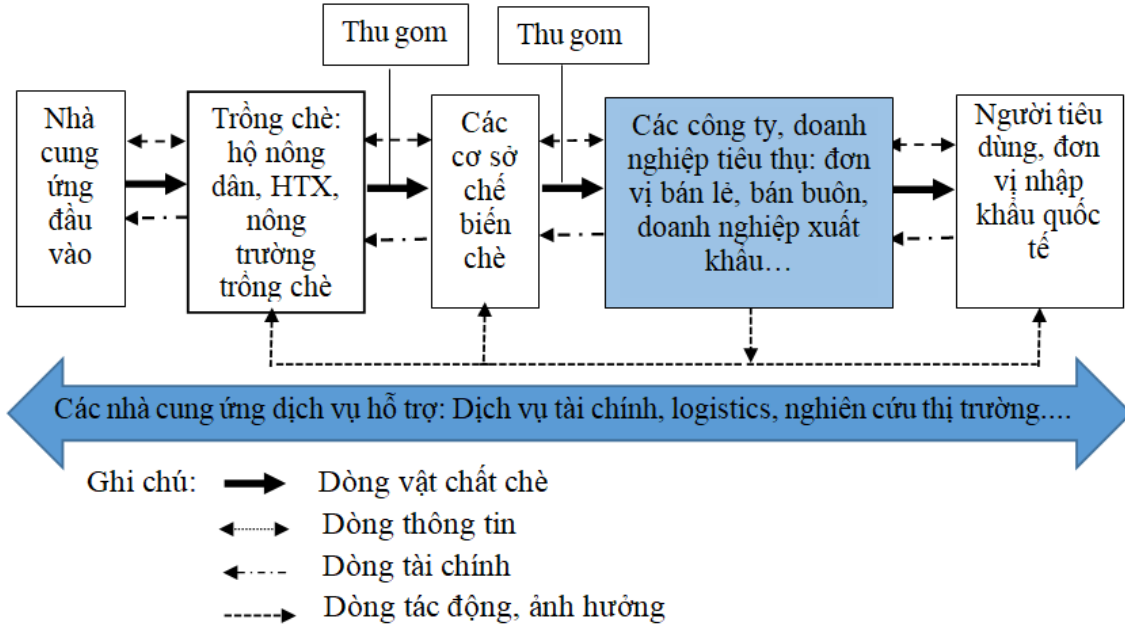 Thu gom
Thu gom
Nhà
cung
ứng
đầu
vào
Trồng chè:
hộ nông
dân, HTX,
nông
trường
trồng chè
Các
cơ sở
chế
biến
chè
Các công ty, doanh
nghiệp tiêu thụ: đơn
vị bán lẻ, bán buôn,
doanh nghiệp xuất
khẩu…
Người tiêu
dùng, đơn
vị nhập
khẩu quốc
tế
Các nhà cung ứng dịch vụ hỗ trợ: Dịch vụ tài chính, logistics, nghiên cứu thị trường....
Ghi chú:
Dòng vật chất chè
Dòng thông tin
Dòng tài chính
Dòng tác động, ảnh hưởng